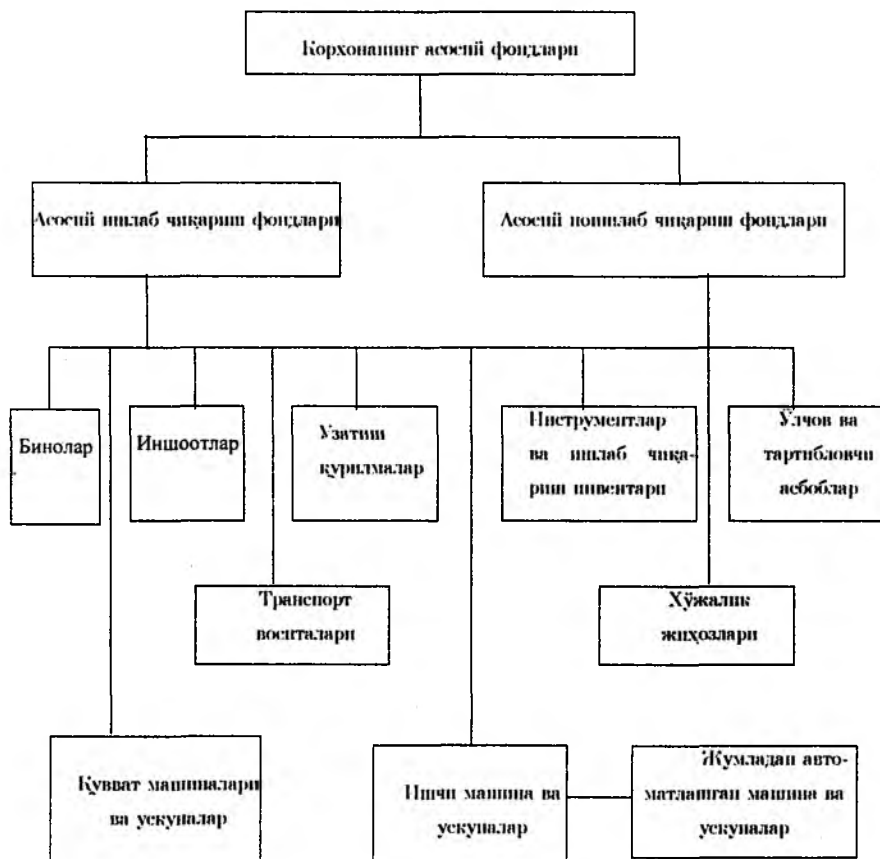 Корхонанинг асосий фондлари
Асосий ишлаб чиқариш фондлари
Асосий ноишлаб чиқариш фондлари
Бинолар
Иншоотлар
Узатиш
қурилмалар
Инструментлар
ва ишлаб чиқа-
риш инвентари
Ўлчов ва
тартибловчи
асбоблар
Транспорт
воситалари
Хўжалик
жиҳозлари
Қувват машиналари
ва ускуналар
Ишчи машина ва
ускуналар
Жумладан авто-
матлашган машина ва
ускуналар